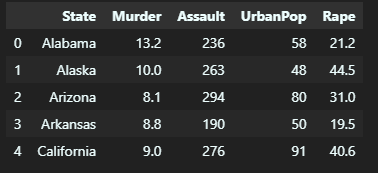 State Murder Assault UrbanPop Rape
0 Alabama 13.2 236 58 21.2
1 Alaska 10.0 263 48 44.5
2 Arizona 8.1 294 80 31.0
3 Arkansas 8.8 190 50 19.5
4 California 9.0 276 91 40.6